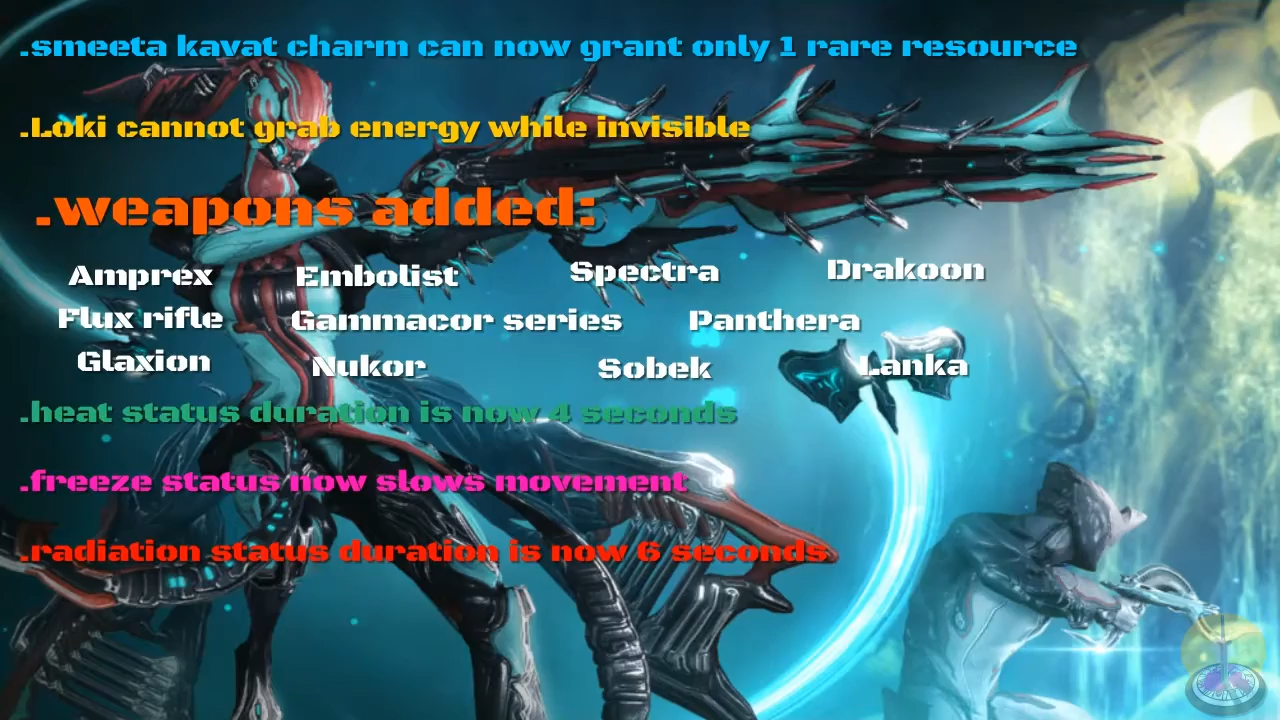 .smeeta kavat charm can now grant only 1 rare resource
.Loki cannot grab energy while invisible
.weapons added:
Amprex Embolist Spectra Drakoon
Flux rifle Gammacor series Panthera
Glaxion Nukor Sobek Lanka
.heat status duration is now 4 seconds
.freeze status now slows movement
.radiation status duration is now 6 seconds